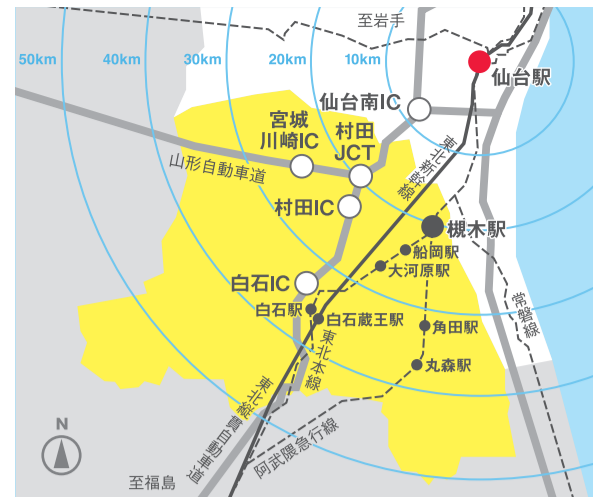 至岩手
50km
40km
30km
20km
10km
仙台駅
仙台南IC
宮城
川崎IC
村田
JCT
山形自動車道
東北新幹線
村田IC
槻木駅
船岡駅
大河原駅
白石IC
白石駅
白石蔵王駅
東北本線
角田駅
常磐線
丸森駅
東北縦貫自動車道
阿武隈急行線
N
至福島